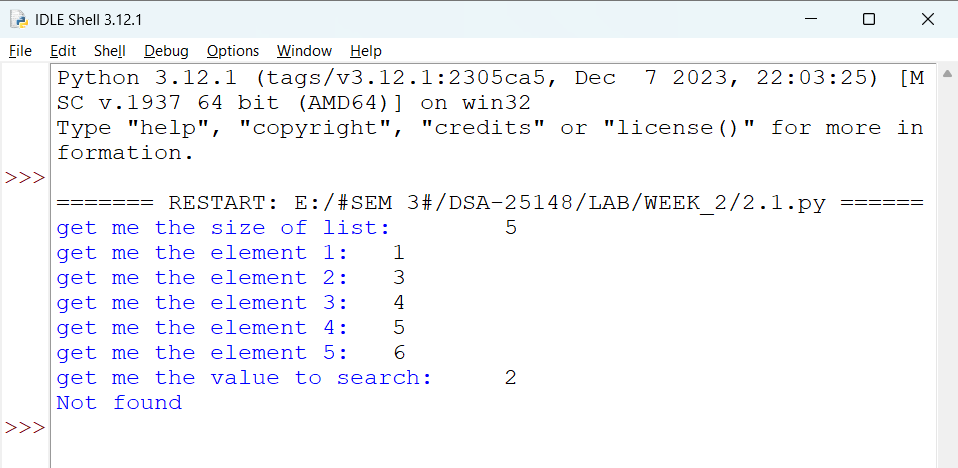 IDLE Shell 3.12.1
File Edit Shell Debug Options Window Help
Python 3.12.1 (tags/v3.12.1:2305ca5, Dec  7 2023, 22:03:25) [M
SC v.1937 64 bit (AMD64)] on win32
Type "help", "copyright", "credits" or "license()" for more in
formation.
>>>
======= RESTART: E:/#SEM 3#/DSA-25148/LAB/WEEK_2/2.1.py ======
get me the size of list:        5
get me the element 1:   1
get me the element 2:   3
get me the element 3:   4
get me the element 4:   5
get me the element 5:   6
get me the value to search:     2
Not found
>>>